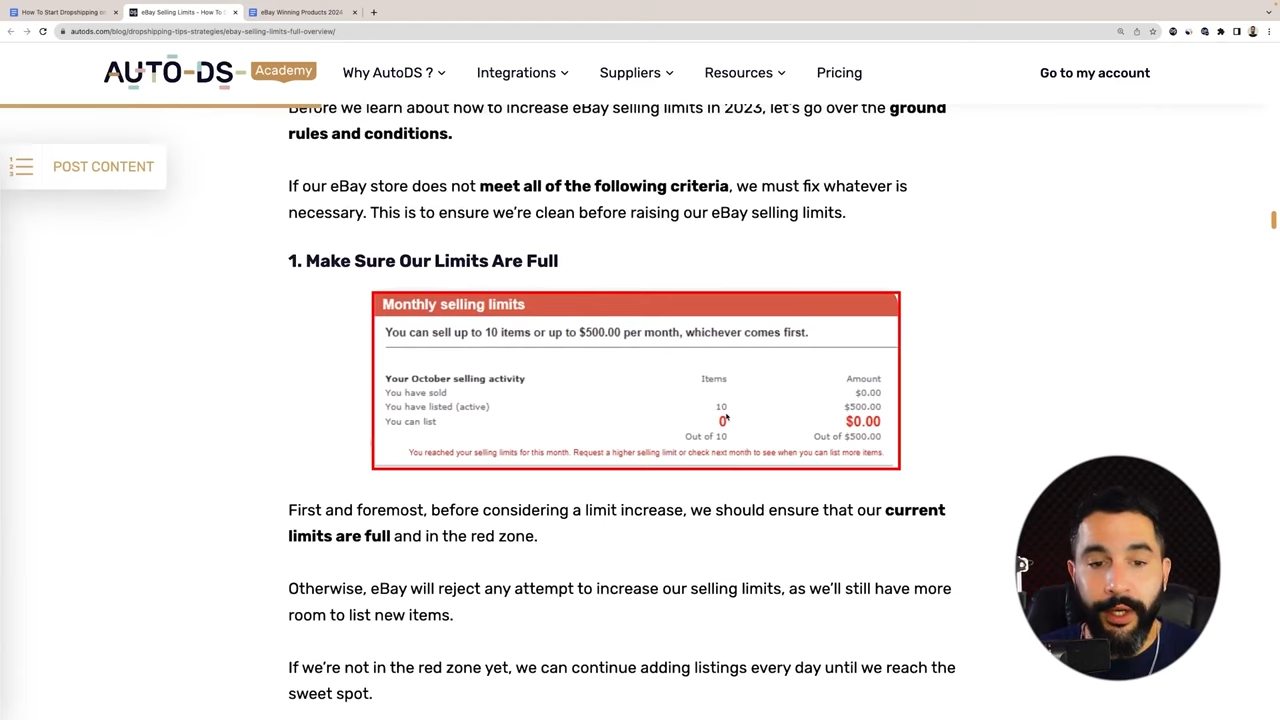 How To Start Dropshipping on
eBay Selling Limits - How To
eBay Winning Products 2024
autods.com/blog/dropshipping-tips-strategies/ebay-selling-limits-full-overview/
AUTO-DS Academy
Why AutoDS ?
Integrations
Suppliers
Resources
Pricing
Go to my account
POST CONTENT
Before we learn about how to increase eBay selling limits in 2023, let's go over the ground
rules and conditions.
If our eBay store does not meet all of the following criteria, we must fix whatever is
necessary. This is to ensure we're clean before raising our eBay selling limits.
1. Make Sure Our Limits Are Full
Monthly selling limits
You can sell up to 10 items or up to $500.00 per month, whichever comes first.
Your October selling activity Items Amount
You have sold $0.00
You have listed (active) 10 $500.00
You can list 0 $0.00
Out of 10 Out of $500.00
You reached your selling limits for this month. Request a higher selling limit or check next month to see when you can list more items.
First and foremost, before considering a limit increase, we should ensure that our current
limits are full and in the red zone.
Otherwise, eBay will reject any attempt to increase our selling limits, as we'll still have more
room to list new items.
If we're not in the red zone yet, we can continue adding listings every day until we reach the
sweet spot.